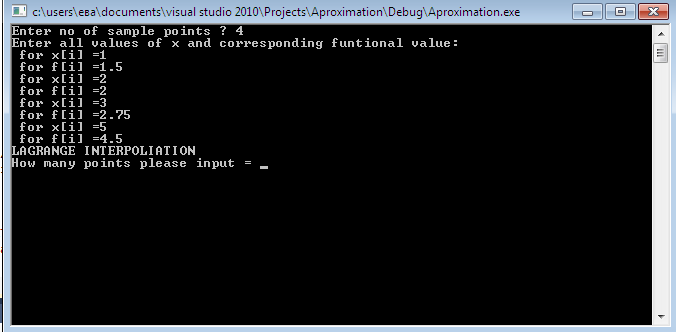 c:\users\ева\documents\visual studio 2010\Projects\Aproximation\Debug\Aproximation.exe
Enter no of sample points ? 4
Enter all values of x and corresponding funtional value:
for x[i] =1
for f[i] =1.5
for x[i] =2
for f[i] =2
for x[i] =3
for f[i] =2.75
for x[i] =5
for f[i] =4.5
LAGRANGE INTERPOLIATION
How many points please input = _